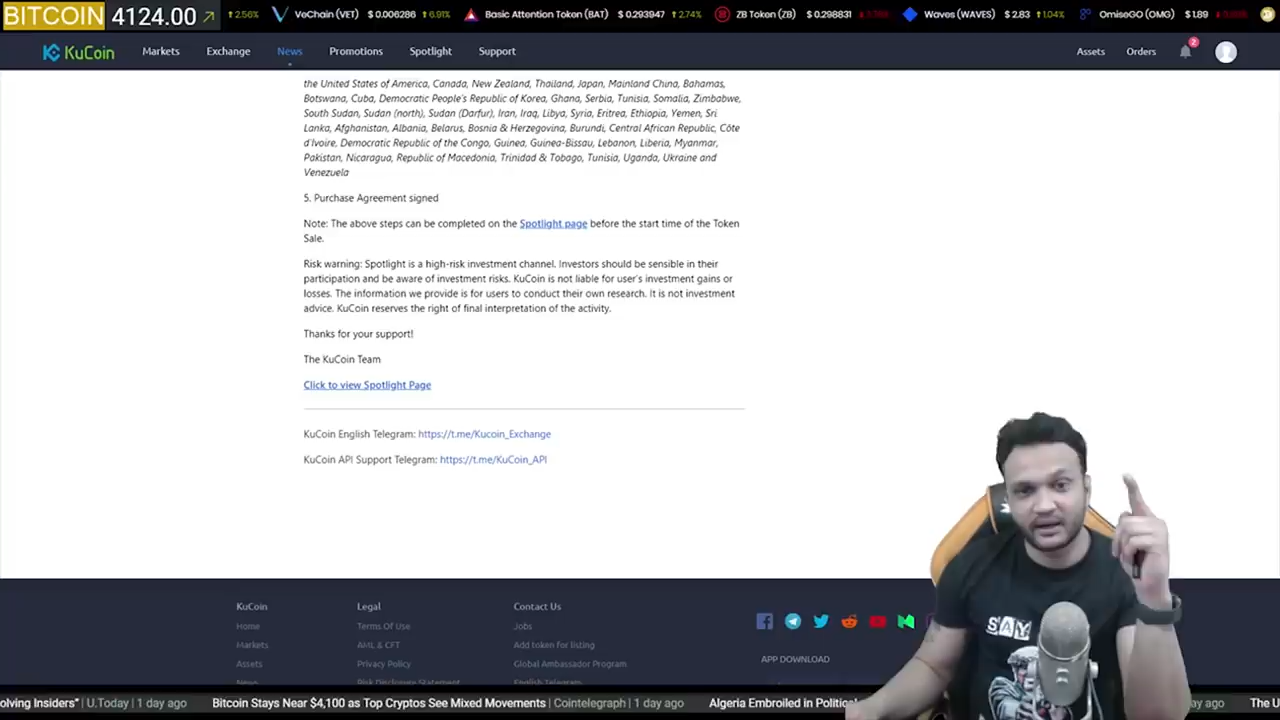 BITCOIN 4124.00 2.56% VeChain (VET) $ 0.006286 6.91% Basic Attention Token (BAT) $ 0.293947 2.74% ZB Token (ZB) $ 0.298831 Waves (WAVES) $ 2.83 1.04% OmiseGO (OMG) $ 1.89
KuCoin Markets Exchange News Promotions Spotlight Support Assets Orders 2
the United States of America, Canada, New Zealand, Thailand, Japan, Mainland China, Bahamas,
Botswana, Cuba, Democratic People's Republic of Korea, Ghana, Serbia, Tunisia, Somalia, Zimbabwe,
South Sudan, Sudan (north), Sudan (Darfur), Iran, Iraq, Libya, Syria, Eritrea, Ethiopia, Yemen, Sri
Lanka, Afghanistan, Albania, Belarus, Bosnia & Herzegovina, Burundi, Central African Republic, Côte
d'Ivoire, Democratic Republic of the Congo, Guinea, Guinea-Bissau, Lebanon, Liberia, Myanmar,
Pakistan, Nicaragua, Republic of Macedonia, Trinidad & Tobago, Tunisia, Uganda, Ukraine and
Venezuela
5. Purchase Agreement signed
Note: The above steps can be completed on the Spotlight page before the start time of the Token
Sale.
Risk warning: Spotlight is a high-risk investment channel. Investors should be sensible in their
participation and be aware of investment risks. KuCoin is not liable for user's investment gains or
losses. The information we provide is for users to conduct their own research. It is not investment
advice. KuCoin reserves the right of final interpretation of the activity.
Thanks for your support!
The KuCoin Team
Click to view Spotlight Page
KuCoin English Telegram: https://t.me/Kucoin_Exchange
KuCoin API Support Telegram: https://t.me/KuCoin_API
SAY
KuCoin Legal Contact Us
Home Terms Of Use Jobs
Markets AML & CFT Add token for listing
Assets Privacy Policy Global Ambassador Program
News Risk Disclosure Statement English Telegram
APP DOWNLOAD
olving Insiders" | U.Today | 1 day ago Bitcoin Stays Near $4,100 as Top Cryptos See Mixed Movements | Cointelegraph | 1 day ago Algeria Embroiled in Political day ago "The U